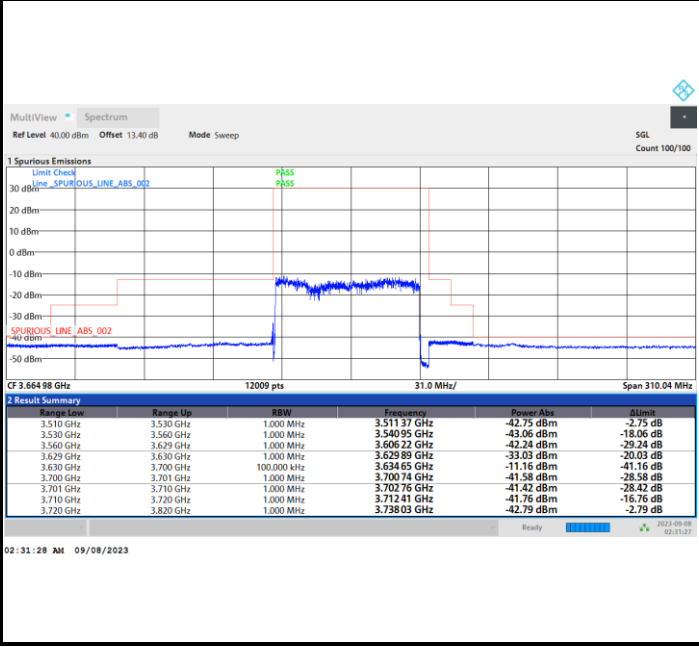 MultiView Spectrum
Ref Level 40.00 dBm Offset 13.40 dB Mode Sweep SGL
Count 100/100
1 Spurious Emissions
Limit Check PASS
Line _SPURIOUS_LINE_ABS_002 PASS
30 dBm
20 dBm
10 dBm
0 dBm
-10 dBm
-20 dBm
-30 dBm
SPURIOUS_LINE_ABS_002
-40 dBm
-50 dBm
CF 3.664 98 GHz 12009 pts 31.0 MHz/ Span 310.04 MHz
2 Result Summary
Range Low Range Up RBW Frequency Power Abs ΔLimit
3.510 GHz 3.530 GHz 1.000 MHz 3.511 37 GHz -42.75 dBm -2.75 dB
3.530 GHz 3.560 GHz 1.000 MHz 3.540 95 GHz -43.06 dBm -18.06 dB
3.560 GHz 3.629 GHz 1.000 MHz 3.606 22 GHz -42.24 dBm -29.24 dB
3.629 GHz 3.630 GHz 1.000 MHz 3.629 89 GHz -33.03 dBm -20.03 dB
3.630 GHz 3.700 GHz 100.000 kHz 3.634 65 GHz -11.16 dBm -41.16 dB
3.700 GHz 3.701 GHz 1.000 MHz 3.700 74 GHz -41.58 dBm -28.58 dB
3.701 GHz 3.710 GHz 1.000 MHz 3.702 76 GHz -41.42 dBm -28.42 dB
3.710 GHz 3.720 GHz 1.000 MHz 3.712 41 GHz -41.76 dBm -16.76 dB
3.720 GHz 3.820 GHz 1.000 MHz 3.738 03 GHz -42.79 dBm -2.79 dB
Ready 2023-09-08
02:31:27
02:31:28 AM 09/08/2023